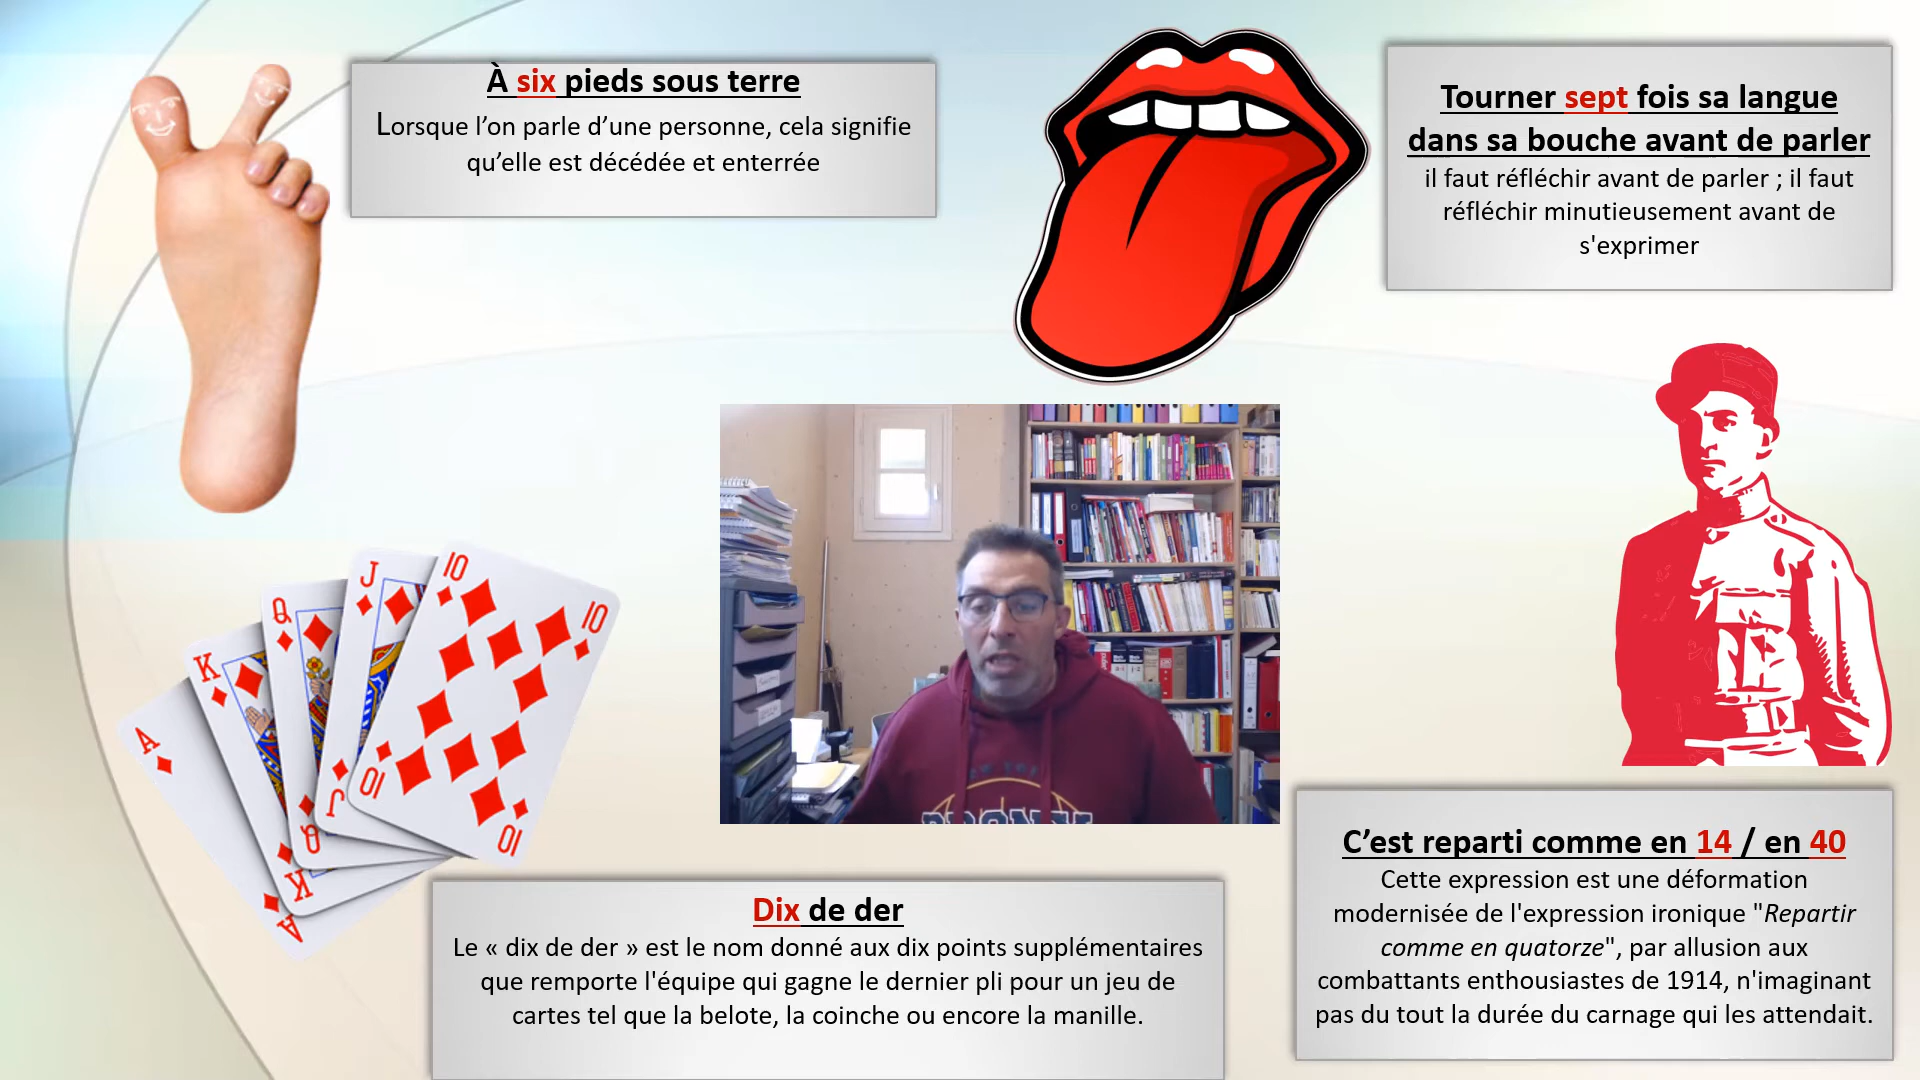 À six pieds sous terre
Lorsque l’on parle d’une personne, cela signifie
qu’elle est décédée et enterrée
Tourner sept fois sa langue
dans sa bouche avant de parler
il faut réfléchir avant de parler ; il faut
réfléchir minutieusement avant de
s'exprimer
10
10
J
Q
K
A
10
J
Q
K
A
10
Dix de der
Le « dix de der » est le nom donné aux dix points supplémentaires
que remporte l'équipe qui gagne le dernier pli pour un jeu de
cartes tel que la belote, la coinche ou encore la manille.
C’est reparti comme en 14 / en 40
Cette expression est une déformation
modernisée de l'expression ironique "Repartir
comme en quatorze", par allusion aux
combattants enthousiastes de 1914, n'imaginant
pas du tout la durée du carnage qui les attendait.